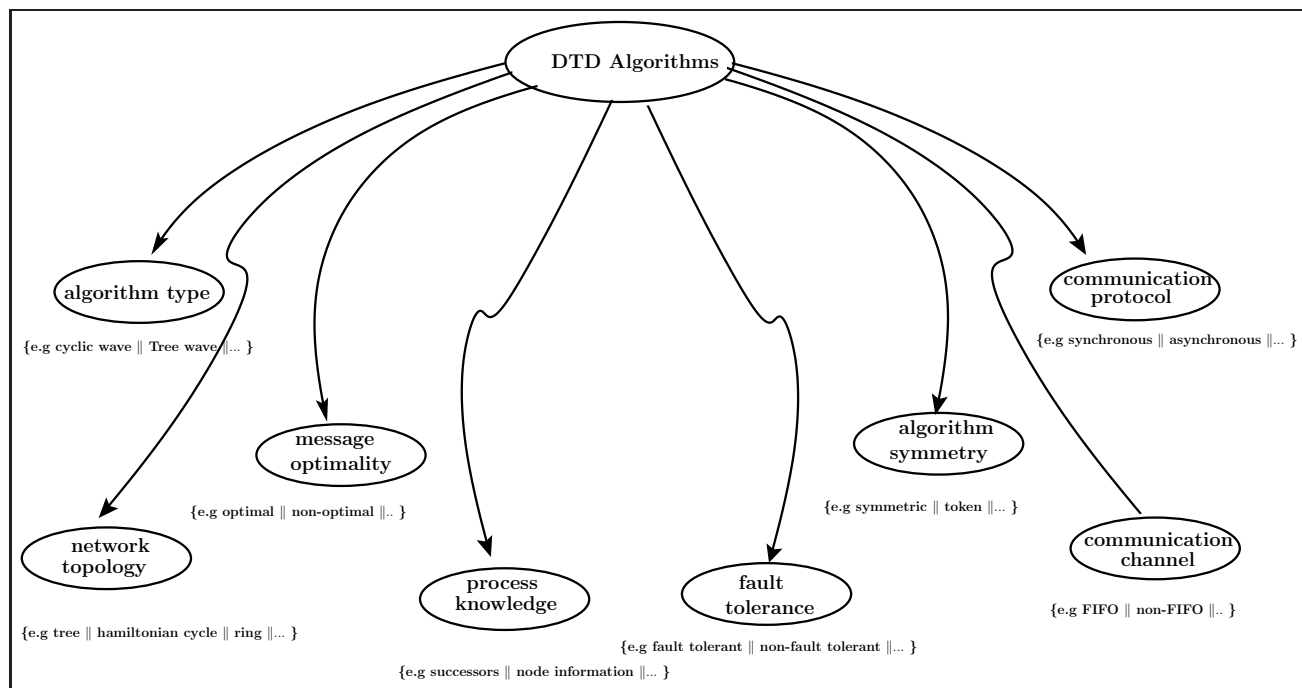 DTD Algorithms
algorithm type
{e.g cyclic wave || Tree wave ||... }
communication
protocol
{e.g synchronous || asynchronous ||... }
message
optimality
{e.g optimal || non-optimal ||.. }
algorithm
symmetry
{e.g symmetric || token ||... }
network
topology
{e.g tree || hamiltonian cycle || ring ||... }
process
knowledge
{e.g successors || node information ||... }
fault
tolerance
{e.g fault tolerant || non-fault tolerant ||... }
communication
channel
{e.g FIFO || non-FIFO ||.. }